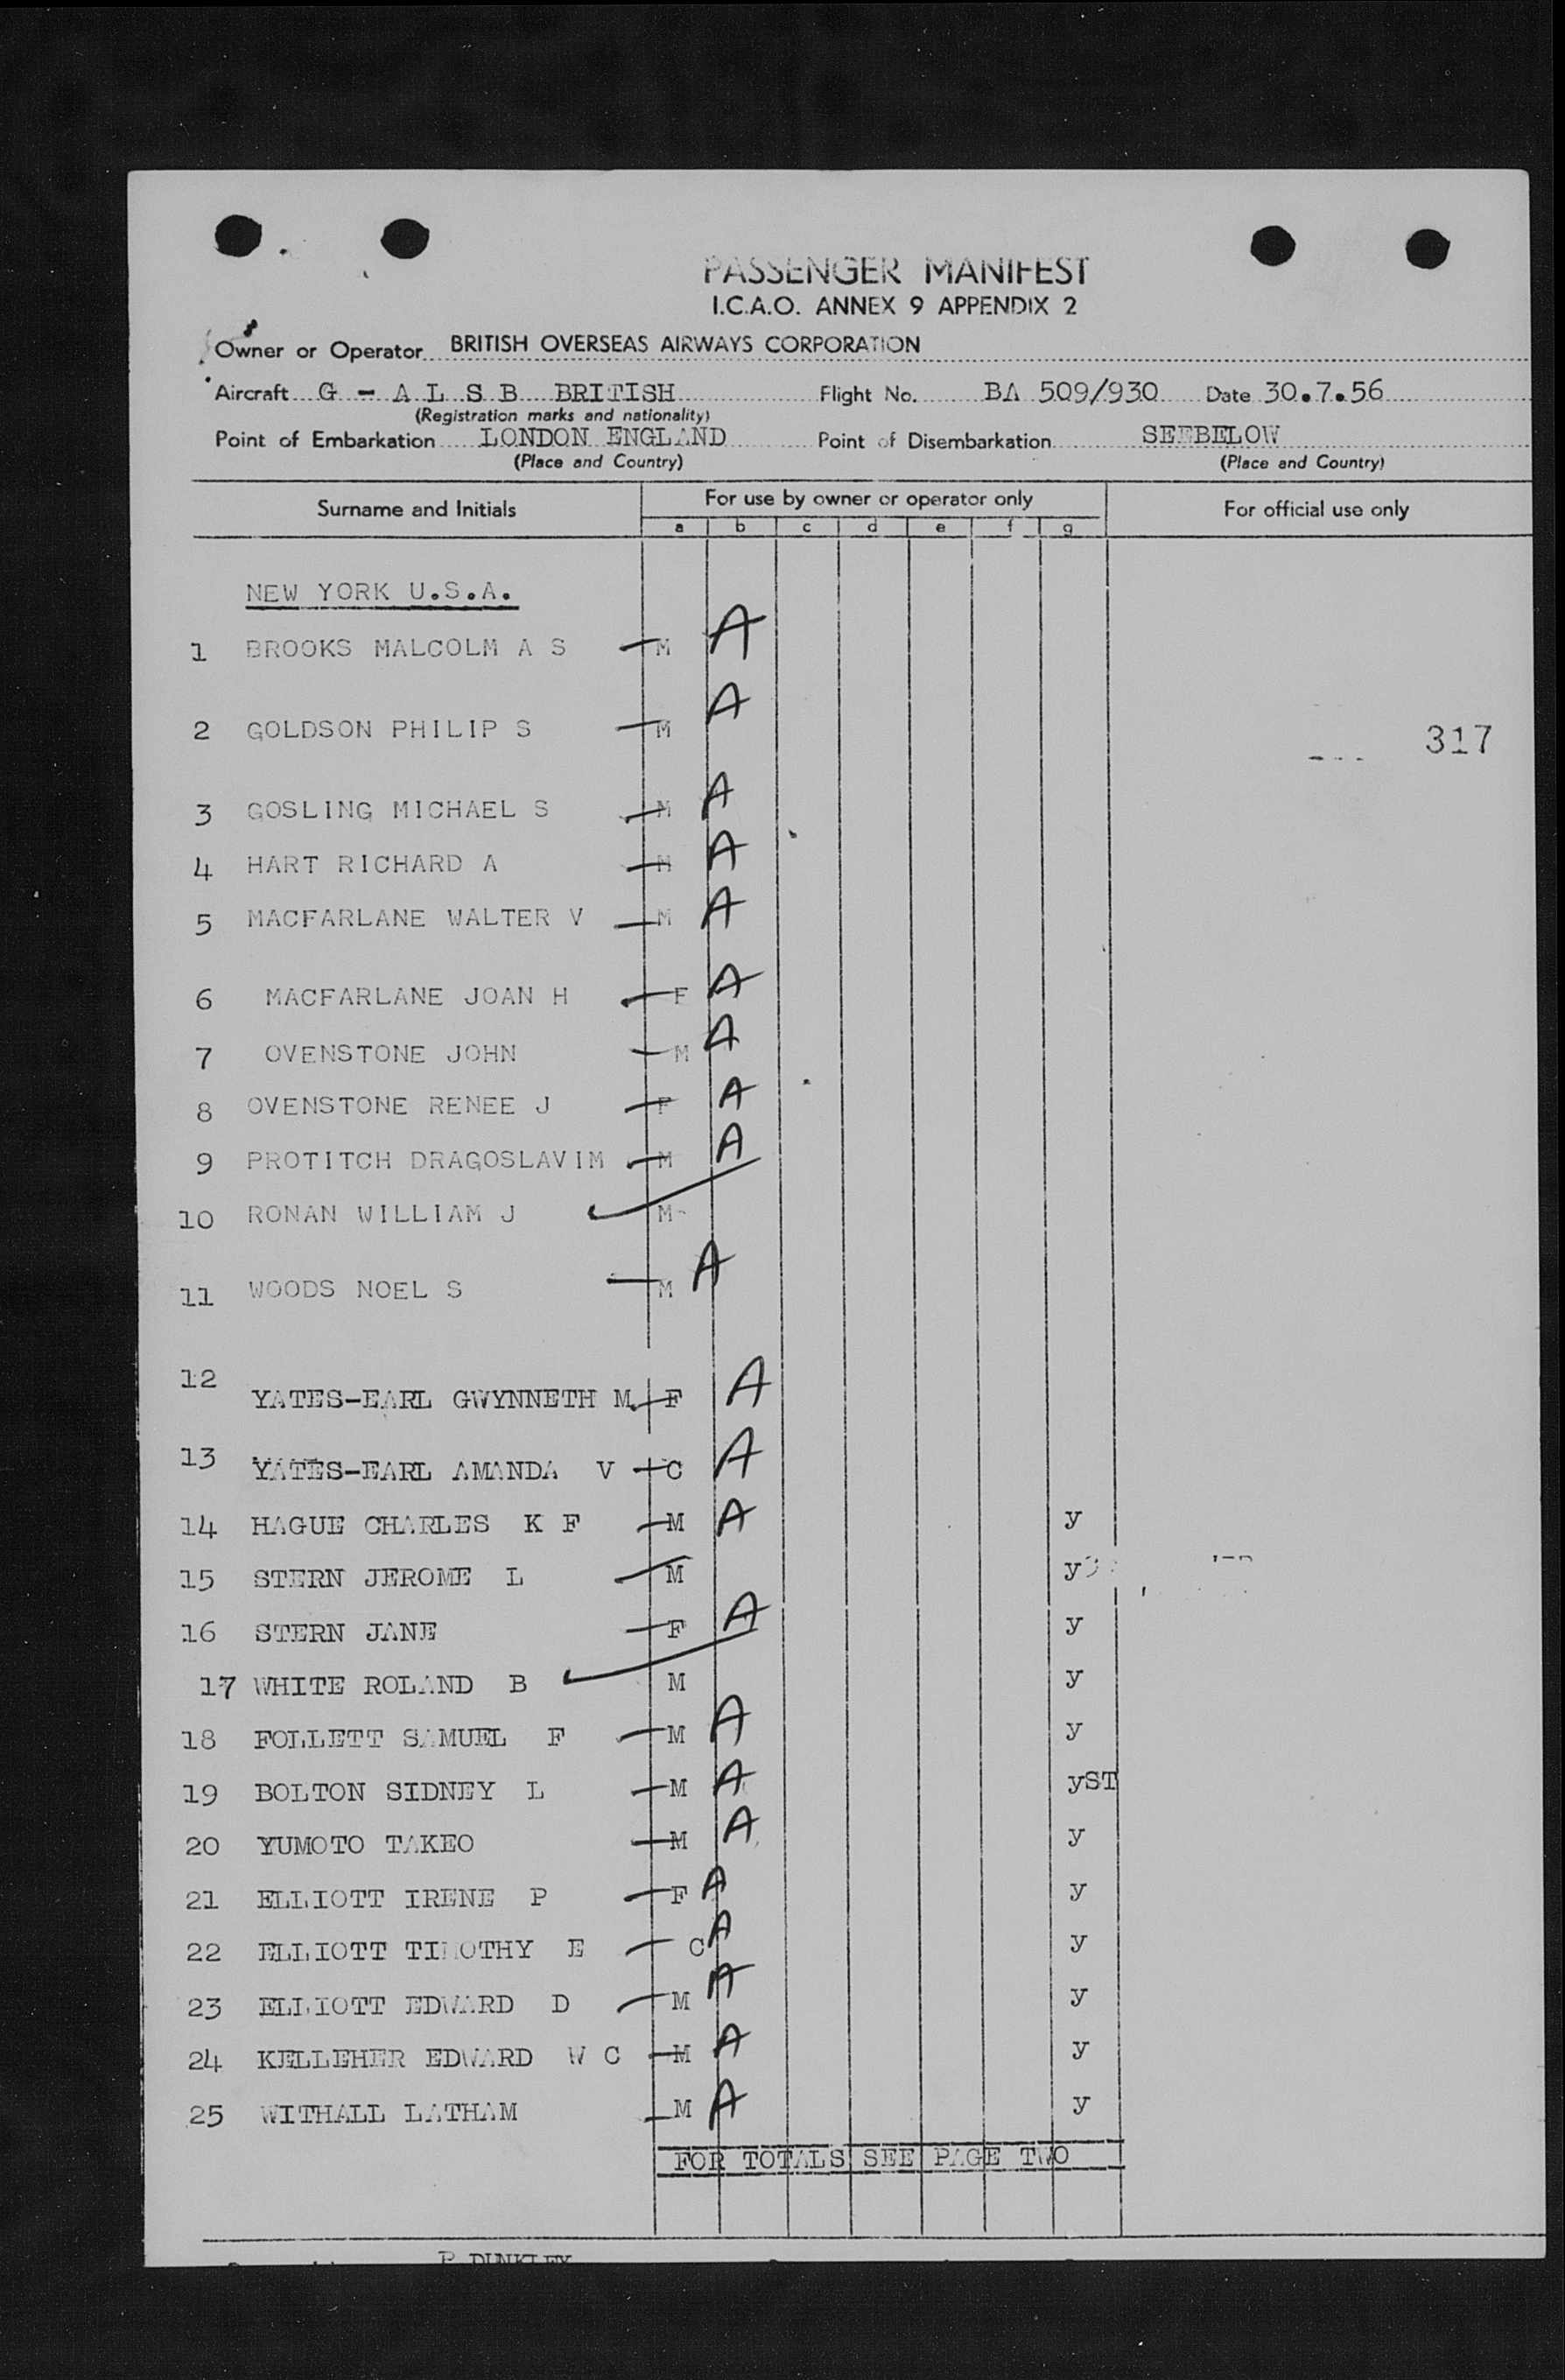 PASSENGER MANIFEST
I.C.A.O. ANNEX 9 APPENDIX 2
Owner or Operator BRITISH OVERSEAS AIRWAYS CORPORATION
Aircraft G - A L S B BRITISH Flight No. BA 509/930 Date 30.7.56
(Registration marks and nationality)
Point of Embarkation LONDON ENGLAND Point of Disembarkation SEEBELOW
(Place and Country) (Place and Country)
Surname and Initials For use by owner or operator only For official use only
a b c d e f g
NEW YORK U.S.A.
1 BROOKS MALCOLM A S M A
2 GOLDSON PHILIP S M A
317
3 GOSLING MICHAEL S M A
4 HART RICHARD A M A
5 MACFARLANE WALTER V M A
6 MACFARLANE JOAN H F A
7 OVENSTONE JOHN M A
8 OVENSTONE RENEE J F A
9 PROTITCH DRAGOSLAVIM M A
10 RONAN WILLIAM J M
11 WOODS NOEL S M A
12 YATES-EARL GWYNNETH M F A
13 YATES-EARL AMANDA V C A
14 HAGUE CHARLES K F M A y
15 STERN JEROME L M y
16 STERN JANE F A y
17 WHITE ROLAND B M y
18 FOLLETT SAMUEL F M A y
19 BOLTON SIDNEY L M A yST
20 YUMOTO TAKEO M A y
21 ELLIOTT IRENE P F A y
22 ELLIOTT TIMOTHY E C A y
23 ELLIOTT EDWARD D M A y
24 KELLEHER EDWARD W C M A y
25 WITHALL LATHAM M A y
FOR TOTALS SEE PAGE TWO